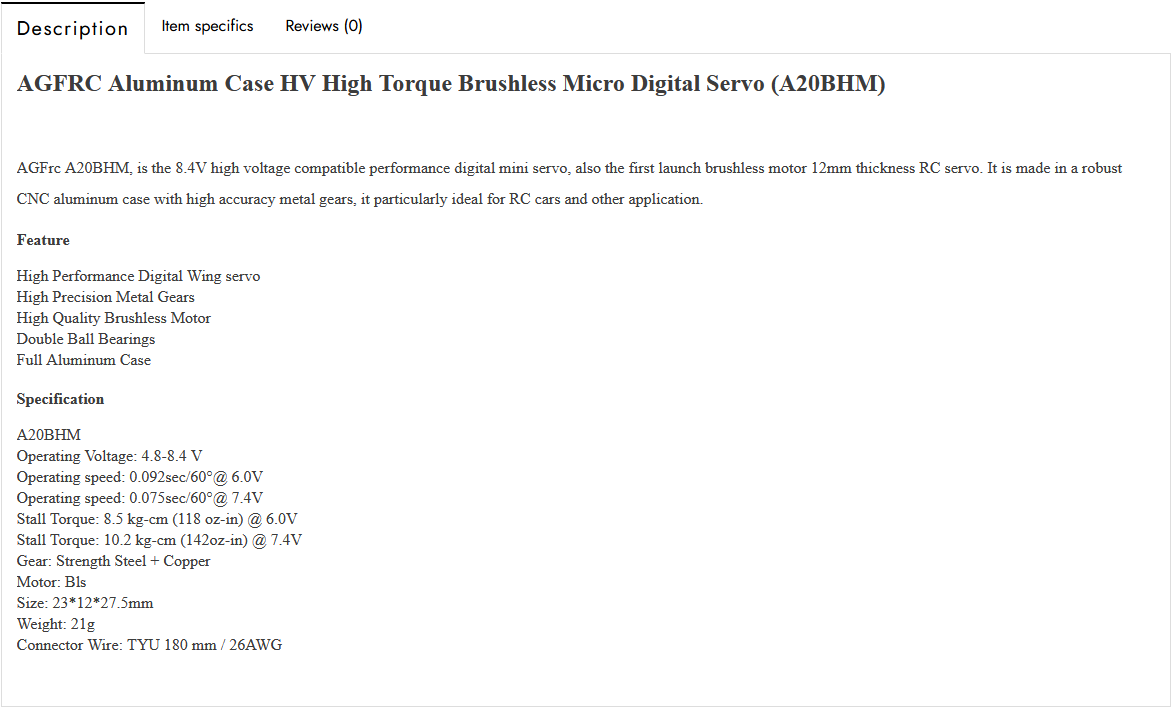 Description
Item specifics
Reviews (0)
AGFRC Aluminum Case HV High Torque Brushless Micro Digital Servo (A20BHM)
AGFrc A20BHM, is the 8.4V high voltage compatible performance digital mini servo, also the first launch brushless motor 12mm thickness RC servo. It is made in a robust
CNC aluminum case with high accuracy metal gears, it particularly ideal for RC cars and other application.
Feature
High Performance Digital Wing servo
High Precision Metal Gears
High Quality Brushless Motor
Double Ball Bearings
Full Aluminum Case
Specification
A20BHM
Operating Voltage: 4.8-8.4 V
Operating speed: 0.092sec/60°@ 6.0V
Operating speed: 0.075sec/60°@ 7.4V
Stall Torque: 8.5 kg-cm (118 oz-in) @ 6.0V
Stall Torque: 10.2 kg-cm (142oz-in) @ 7.4V
Gear: Strength Steel + Copper
Motor: Bls
Size: 23*12*27.5mm
Weight: 21g
Connector Wire: TYU 180 mm / 26AWG